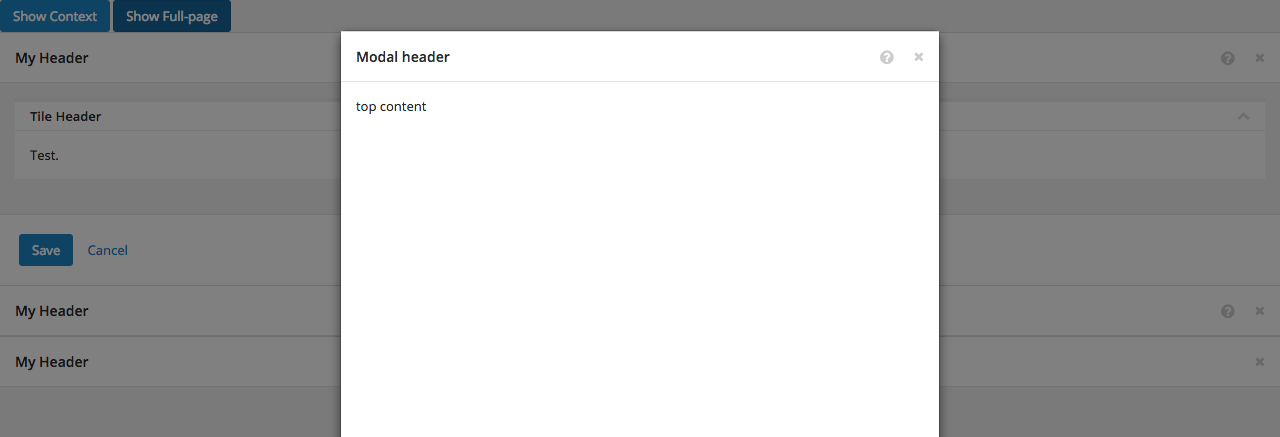 Show Context Show Full-page
My Header
Modal header
top content
Tile Header
Test.
Save Cancel
My Header
My Header